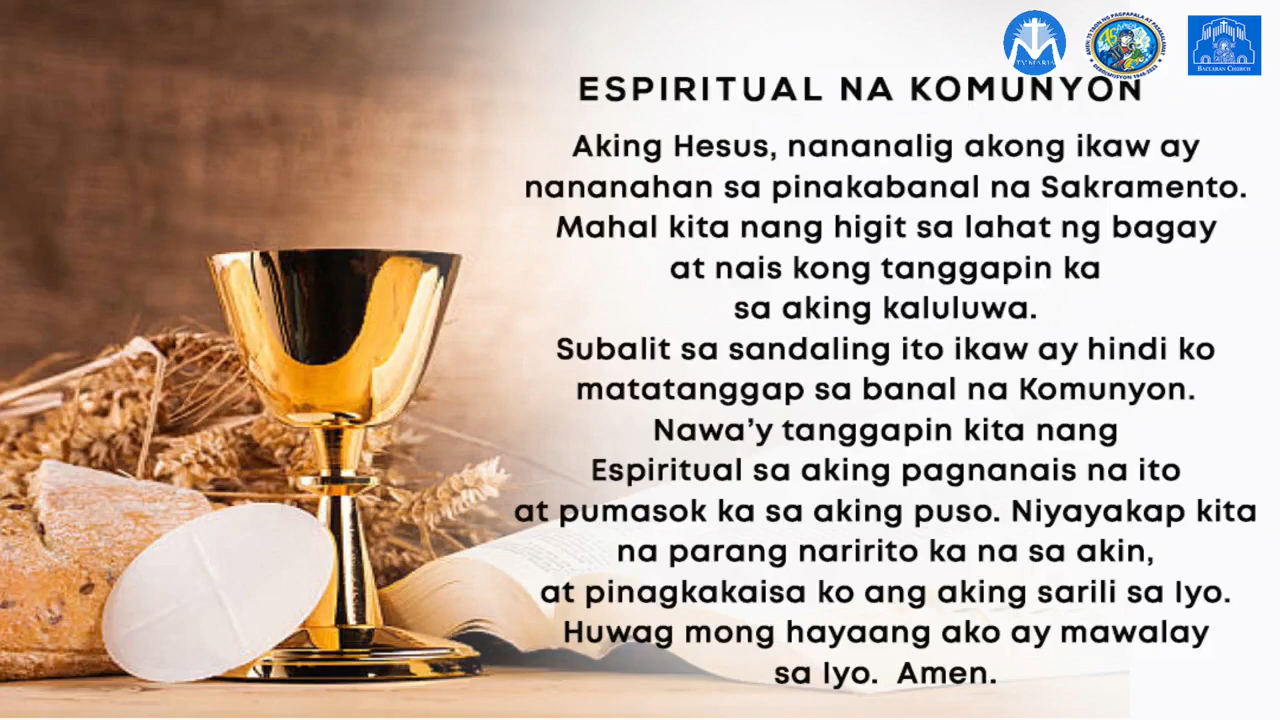 TV MARIA
BACLARAN CHURCH
ESPIRITUAL NA KOMUNYON
Aking Hesus, nananalig akong ikaw ay
nananahan sa pinakabanal na Sakramento.
Mahal kita nang higit sa lahat ng bagay
at nais kong tanggapin ka
sa aking kaluluwa.
Subalit sa sandaling ito ikaw ay hindi ko
matatanggap sa banal na Komunyon.
Nawa’y tanggapin kita nang
Espiritual sa aking pagnanais na ito
at pumasok ka sa aking puso. Niyayakap kita
na parang naririto ka na sa akin,
at pinagkakaisa ko ang aking sarili sa Iyo.
Huwag mong hayaang ako ay mawalay
sa Iyo. Amen.